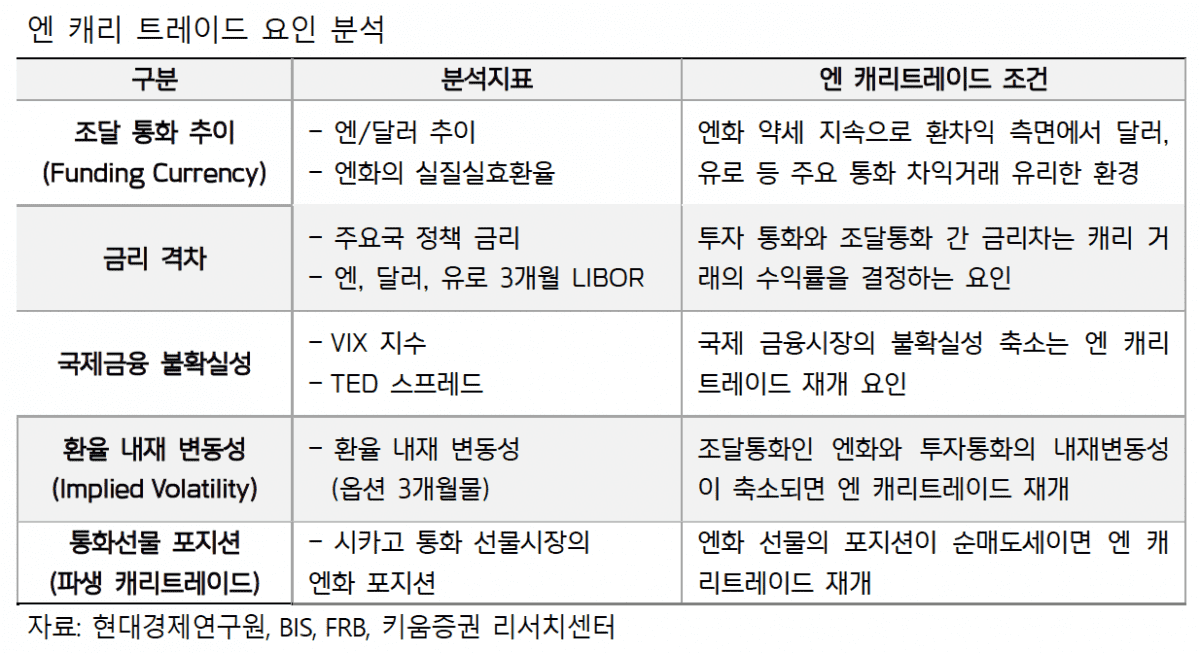 엔 캐리 트레이드 요인 분석
구분 분석지표 엔 캐리트레이드 조건
조달 통화 추이
(Funding Currency)
- 엔/달러 추이
- 엔화의 실질실효환율
엔화 약세 지속으로 환차익 측면에서 달러,
유로 등 주요 통화 차익거래 유리한 환경
금리 격차
- 주요국 정책 금리
- 엔, 달러, 유로 3개월 LIBOR
투자 통화와 조달통화 간 금리차는 캐리 거
래의 수익률을 결정하는 요인
국제금융 불확실성
- VIX 지수
- TED 스프레드
국제 금융시장의 불확실성 축소는 엔 캐리
트레이드 재개 요인
환율 내재 변동성
(Implied Volatility)
- 환율 내재 변동성
(옵션 3개월물)
조달통화인 엔화와 투자통화의 내재변동성
이 축소되면 엔 캐리트레이드 재개
통화선물 포지션
(파생 캐리트레이드)
- 시카고 통화 선물시장의
엔화 포지션
엔화 선물의 포지션이 순매도세이면 엔 캐
리트레이드 재개
자료: 현대경제연구원, BIS, FRB, 키움증권 리서치센터